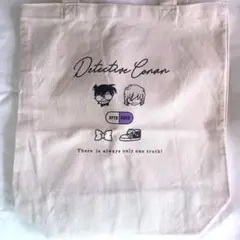 Detective Conan
There is always only one truth!